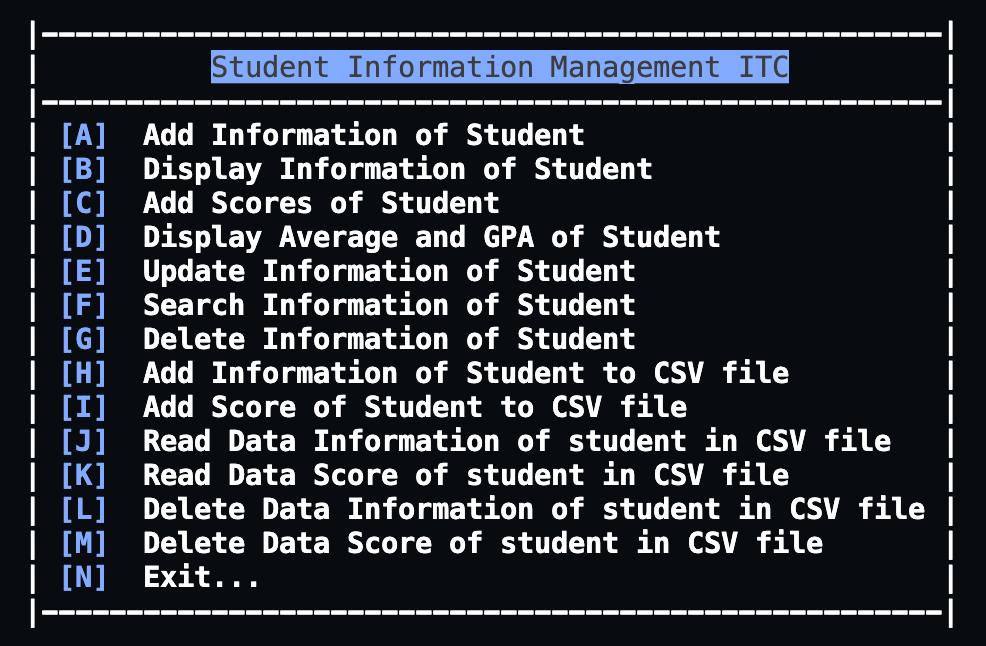 Student Information Management ITC
[A] Add Information of Student
[B] Display Information of Student
[C] Add Scores of Student
[D] Display Average and GPA of Student
[E] Update Information of Student
[F] Search Information of Student
[G] Delete Information of Student
[H] Add Information of Student to CSV file
[I] Add Score of Student to CSV file
[J] Read Data Information of student in CSV file
[K] Read Data Score of student in CSV file
[L] Delete Data Information of student in CSV file
[M] Delete Data Score of student in CSV file
[N] Exit...